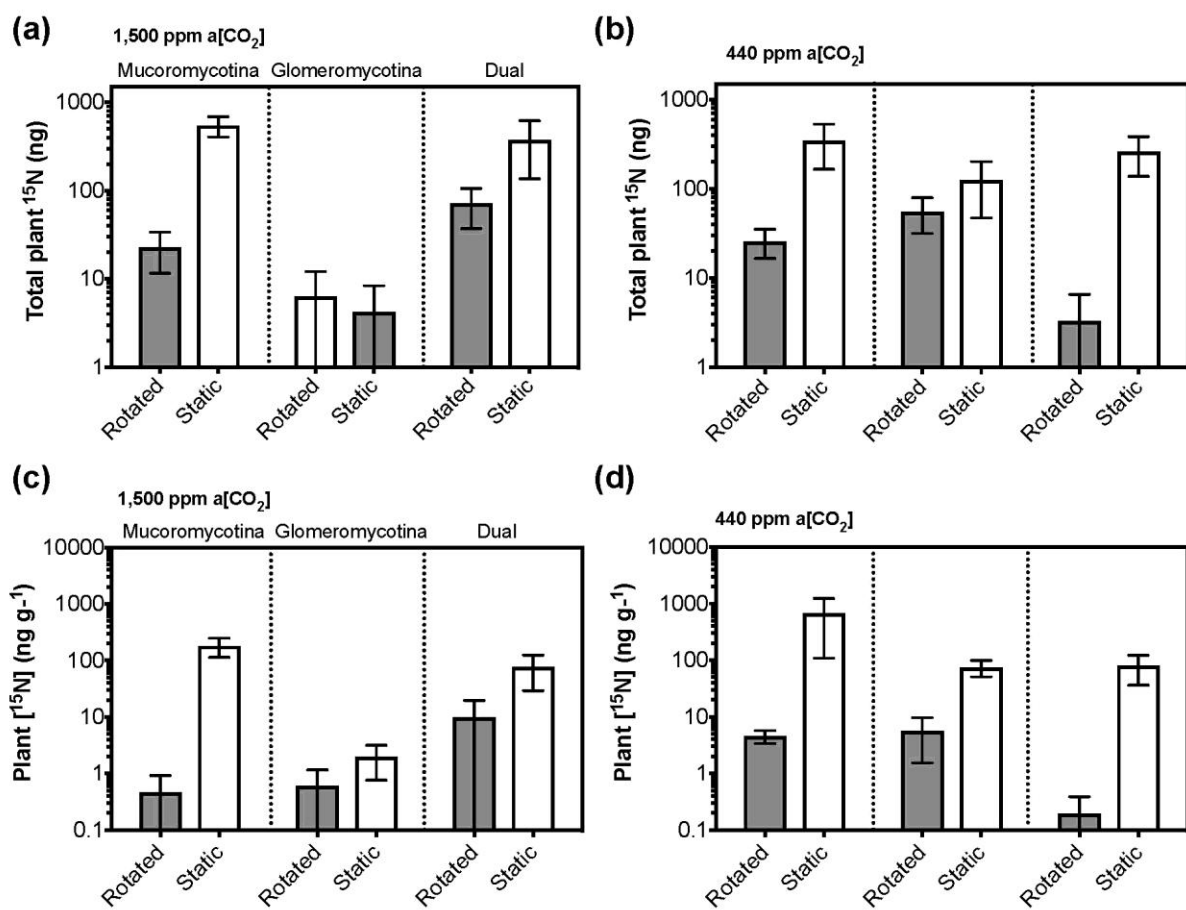 (a)
1,500 ppm a[CO₂]
Mucoromycotina Glomeromycotina Dual
Total plant ¹⁵N (ng)
1000
100
10
1
Rotated Static Rotated Static Rotated Static
(b)
440 ppm a[CO₂]
Total plant ¹⁵N (ng)
1000
100
10
1
Rotated Static Rotated Static Rotated Static
(c)
1,500 ppm a[CO₂]
Mucoromycotina Glomeromycotina Dual
Plant [¹⁵N] (ng g⁻¹)
10000
1000
100
10
1
0.1
Rotated Static Rotated Static Rotated Static
(d)
440 ppm a[CO₂]
Plant [¹⁵N] (ng g⁻¹)
10000
1000
100
10
1
0.1
Rotated Static Rotated Static Rotated Static